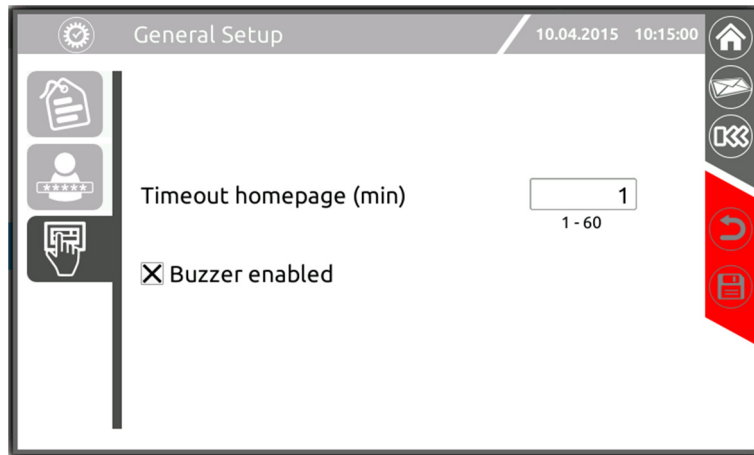 General Setup
10.04.2015 10:15:00
Timeout homepage (min)
1
1 - 60
Buzzer enabled